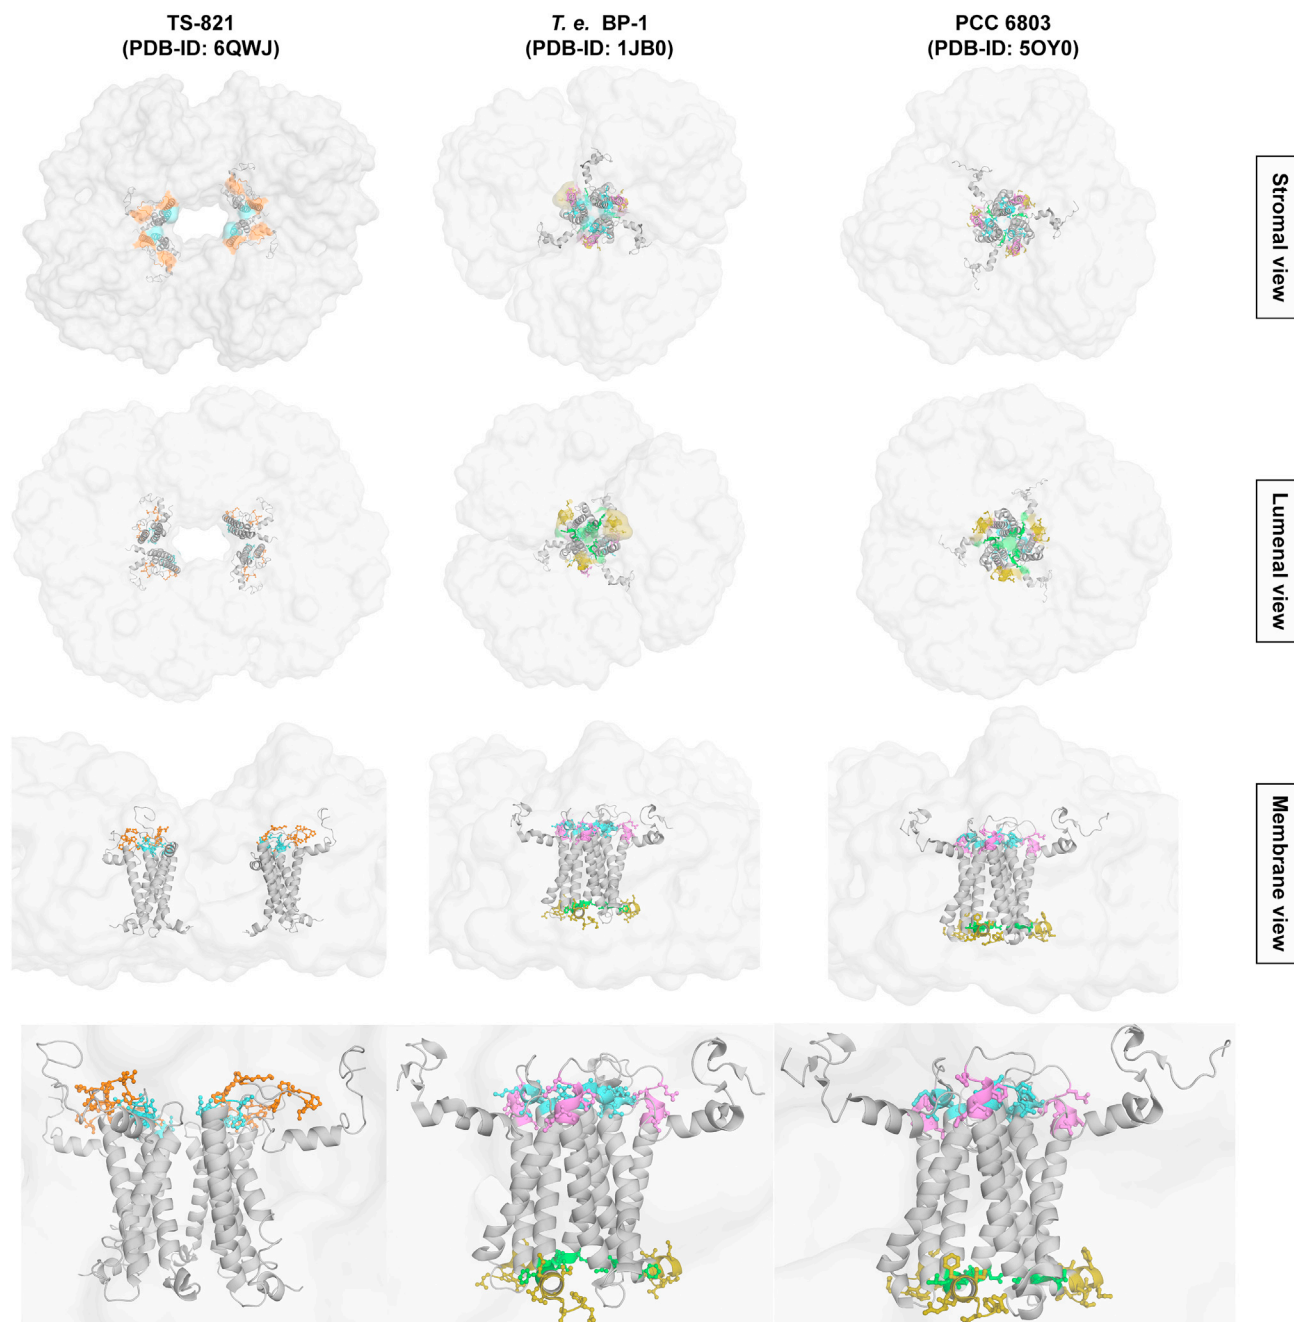 TS-821
(PDB-ID: 6QWJ)
T. e. BP-1
(PDB-ID: 1JB0)
PCC 6803
(PDB-ID: 5OY0)
Stromal view
Lumenal view
Membrane view